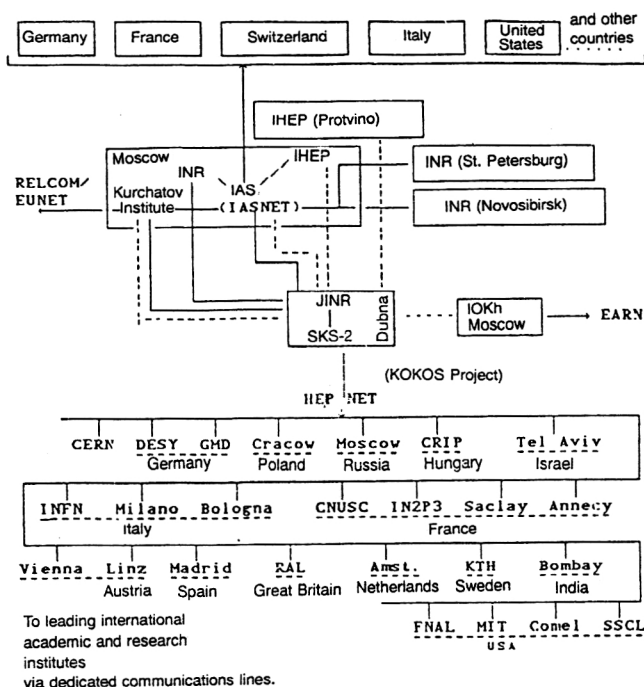 Germany France Switzerland Italy United States and other countries
IHEP (Protvino)
Moscow
INR
IHEP
IAS
(IASNET)
Kurchatov
Institute
RELCOM/
EUNET
INR (St. Petersburg)
INR (Novosibirsk)
JINR
SKS-2
Dubna
IOKh
Moscow
EARN
(KOKOS Project)
HEP NET
CERN DESY GMD Cracow Moscow CRIP Tel Aviv
Germany Poland Russia Hungary Israel
INFN Milano Bologna CNUSC IN2P3 Saclay Annecy
Italy France
Vienna Linz Madrid RAL Amst. KTH Bombay
Austria Spain Great Britain Netherlands Sweden India
FNAL MIT Comel SSCL
USA
To leading international
academic and research
institutes
via dedicated communications lines.